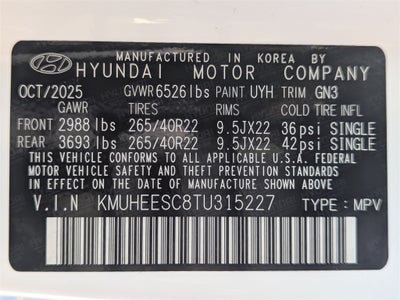 MANUFACTURED IN KOREA BY
HYUNDAI MOTOR COMPANY
OCT/2025 GVWR 6526lbs PAINT UYH TRIM GN3
GAWR TIRES RIMS COLD TIRE INFL
FRONT 2988 lbs 265/40R22 9.5JX22 36psi SINGLE
REAR 3693 lbs 265/40R22 9.5JX22 42psi SINGLE
THIS VEHICLE CONFORMS TO ALL APPLICABLE U.S.A. FEDERAL
MOTOR VEHICLE SAFETY AND THEFT PREVENTION STANDARDS IN
EFFECT ON THE DATE OF MANUFACTURE SHOWN ABOVE.
V.I.N KMUHEESC8TU315227 TYPE: MPV